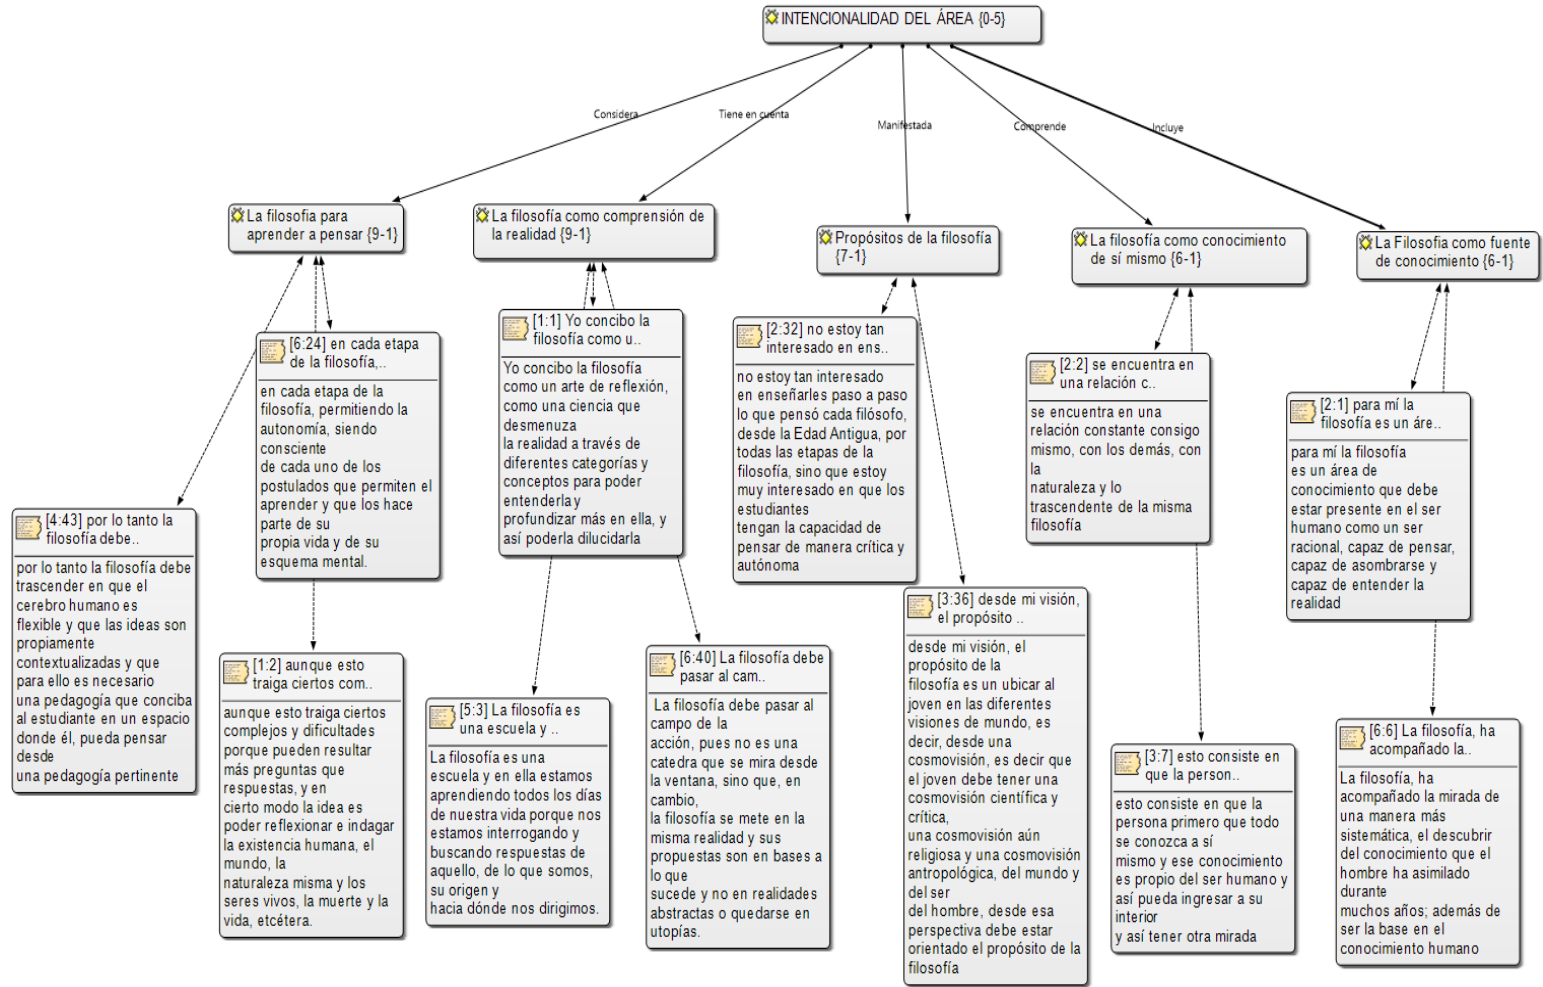 INTENCIONALIDAD DEL ÁREA {0-5}
Considera
Tiene en cuenta
Manifestada
Comprende
Incluye
La filosofia para
aprender a pensar {9-1}
La filosofía como comprensión de
la realidad {9-1}
Propósitos de la filosofía
{7-1}
La filosofía como conocimiento
de sí mismo {6-1}
La Filosofia como fuente
de conocimiento {6-1}
[4:43] por lo tanto la
filosofía debe..
por lo tanto la filosofía debe
trascender en que el
cerebro humano es
flexible y que las ideas son
propiamente
contextualizadas y que
para ello es necesario
una pedagogía que conciba
al estudiante en un espacio
donde él, pueda pensar
desde
una pedagogía pertinente
[6:24] en cada etapa
de la filosofía,..
en cada etapa de la
filosofía, permitiendo la
autonomía, siendo
consciente
de cada uno de los
postulados que permiten el
aprender y que los hace
parte de su
propia vida y de su
esquema mental.
[1:2] aunque esto
traiga ciertos com..
aunque esto traiga ciertos
complejos y dificultades
porque pueden resultar
más preguntas que
respuestas, y en
cierto modo la idea es
poder reflexionar e indagar
la existencia humana, el
mundo, la
naturaleza misma y los
seres vivos, la muerte y la
vida, etcétera.
[1:1] Yo concibo la
filosofía como u..
Yo concibo la filosofía
como un arte de reflexión,
como una ciencia que
desmenuza
la realidad a través de
diferentes categorías y
conceptos para poder
entenderla y
profundizar más en ella, y
así poderla dilucidarla
[5:3] La filosofía es
una escuela y ..
La filosofía es una
escuela y en ella estamos
aprendiendo todos los días
de nuestra vida porque nos
estamos interrogando y
buscando respuestas de
aquello, de lo que somos,
su origen y
hacia dónde nos dirigimos.
[6:40] La filosofía debe
pasar al cam..
La filosofía debe pasar al
campo de la
acción, pues no es una
catedra que se mira desde
la ventana, sino que, en
cambio,
la filosofía se mete en la
misma realidad y sus
propuestas son en bases a
lo que
sucede y no en realidades
abstractas o quedarse en
utopías.
[2:32] no estoy tan
interesado en ens..
no estoy tan interesado
en enseñarles paso a paso
lo que pensó cada filósofo,
desde la Edad Antigua, por
todas las etapas de la
filosofía, sino que estoy
muy interesado en que los
estudiantes
tengan la capacidad de
pensar de manera crítica y
autónoma
[3:36] desde mi visión,
el propósito ..
desde mi visión, el
propósito de la
filosofía es un ubicar al
joven en las diferentes
visiones de mundo, es
decir, desde una
cosmovisión, es decir que
el joven debe tener una
cosmovisión científica y
crítica,
una cosmovisión aún
religiosa y una cosmovisión
antropológica, del mundo y
del ser
del hombre, desde esa
perspectiva debe estar
orientado el propósito de la
filosofía
[2:2] se encuentra en
una relación c..
se encuentra en una
relación constante consigo
mismo, con los demás, con
la
naturaleza y lo
trascendente de la misma
filosofía
[3:7] esto consiste en
que la person..
esto consiste en que la
persona primero que todo
se conozca a sí
mismo y ese conocimiento
es propio del ser humano y
así pueda ingresar a su
interior
y así tener otra mirada
[2:1] para mí la
filosofía es un áre..
para mí la filosofía
es un área de
conocimiento que debe
estar presente en el ser
humano como un ser
racional, capaz de pensar,
capaz de asombrarse y
capaz de entender la
realidad
[6:6] La filosofía, ha
acompañado la..
La filosofía, ha
acompañado la mirada de
una manera más
sistemática, el descubrir
del conocimiento que el
hombre ha asimilado
durante
muchos años; además de
ser la base en el
conocimiento humano